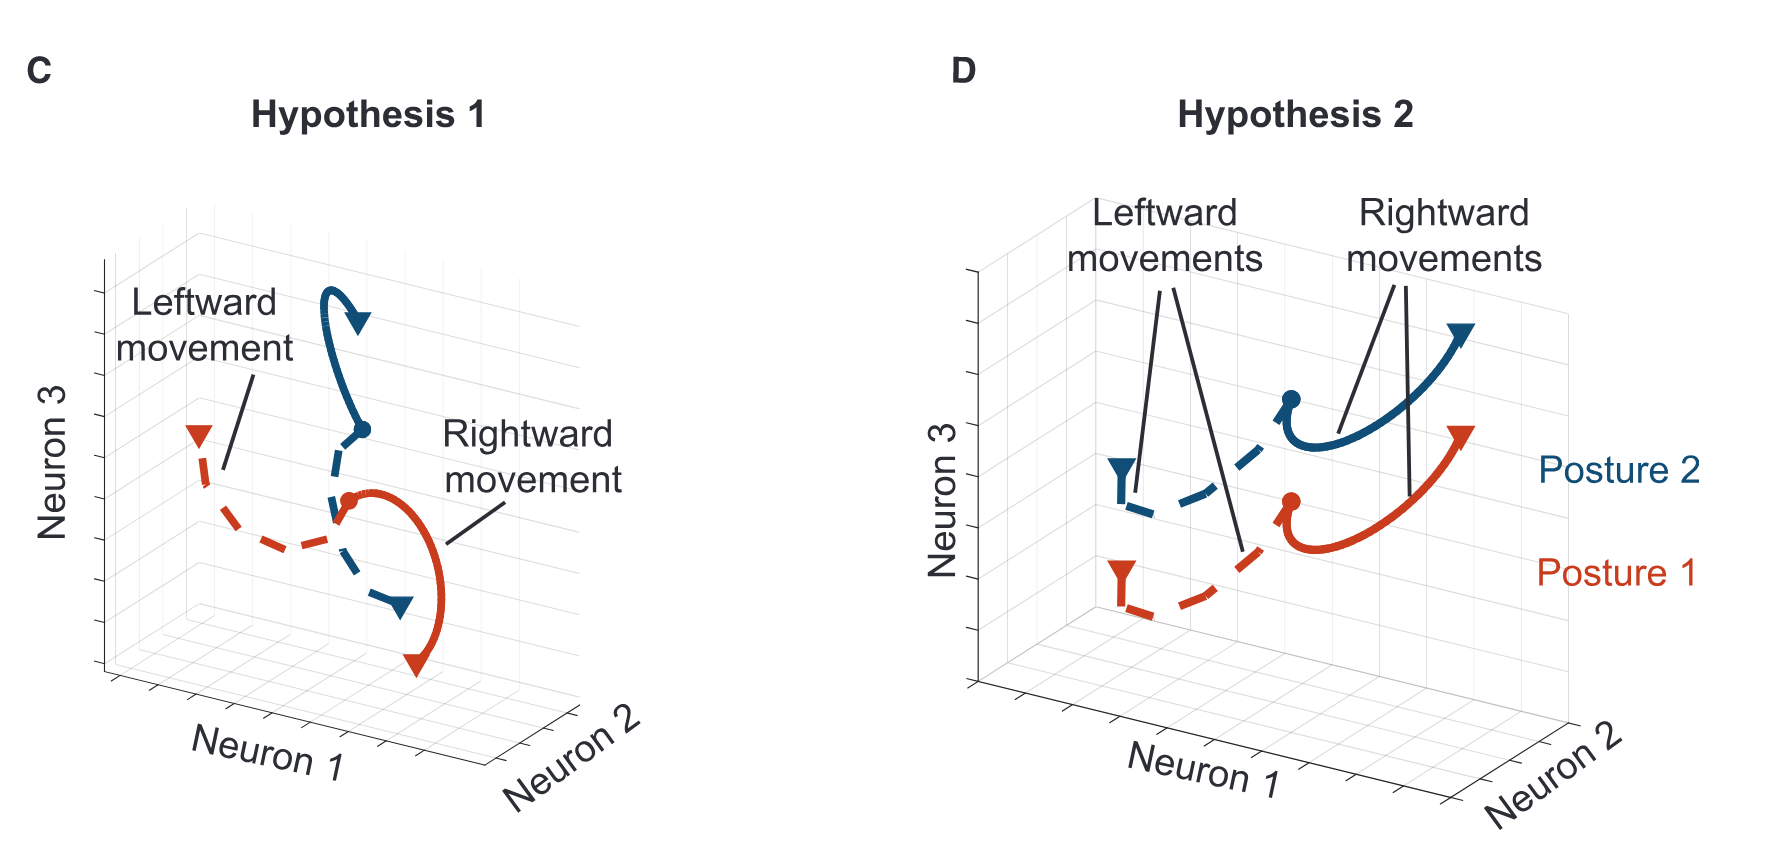 C
Hypothesis 1
Leftward
movement
Rightward
movement
Neuron 3
Neuron 1
Neuron 2
D
Hypothesis 2
Leftward
movements
Rightward
movements
Posture 2
Posture 1
Neuron 3
Neuron 1
Neuron 2